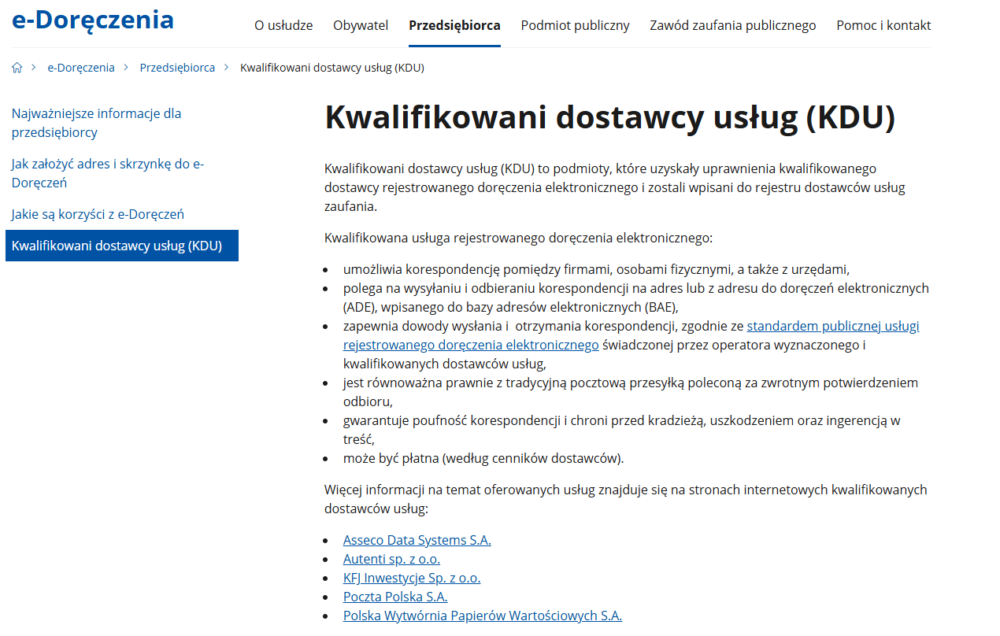 e-Doręczenia
O usłudze Obywatel Przedsiębiorca Podmiot publiczny Zawód zaufania publicznego Pomoc i kontakt
e-Doręczenia Przedsiębiorca Kwalifikowani dostawcy usług (KDU)
Najważniejsze informacje dla
przedsiębiorcy
Jak założyć adres i skrzynkę do e-
Doręczeń
Jakie są korzyści z e-Doręczeń
Kwalifikowani dostawcy usług (KDU)
Kwalifikowani dostawcy usług (KDU)
Kwalifikowani dostawcy usług (KDU) to podmioty, które uzyskały uprawnienia kwalifikowanego
dostawcy rejestrowanego doręczenia elektronicznego i zostali wpisani do rejestru dostawców usług
zaufania.
Kwalifikowana usługa rejestrowanego doręczenia elektronicznego:
umożliwia korespondencję pomiędzy firmami, osobami fizycznymi, a także z urzędami,
polega na wysyłaniu i odbieraniu korespondencji na adres lub z adresu do doręczeń elektronicznych
(ADE), wpisanego do bazy adresów elektronicznych (BAE),
zapewnia dowody wysłania i otrzymania korespondencji, zgodnie ze standardem publicznej usługi
rejestrowanego doręczenia elektronicznego świadczonej przez operatora wyznaczonego i
kwalifikowanych dostawców usług,
jest równoważna prawnie z tradycyjną pocztową przesyłką poleconą za zwrotnym potwierdzeniem
odbioru,
gwarantuje poufność korespondencji i chroni przed kradzieżą, uszkodzeniem oraz ingerencją w
treść,
może być płatna (według cenników dostawców).
Więcej informacji na temat oferowanych usług znajduje się na stronach internetowych kwalifikowanych
dostawców usług:
Asseco Data Systems S.A.
Autenti sp. z o.o.
KFJ Inwestycje Sp. z o.o.
Poczta Polska S.A.
Polska Wytwórnia Papierów Wartościowych S.A.